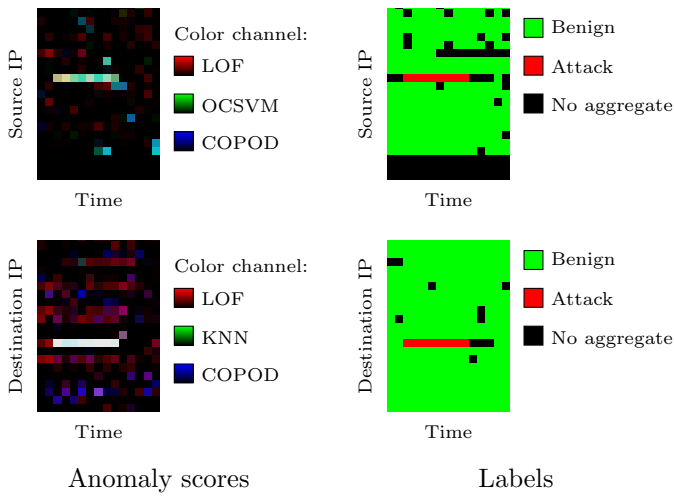 Source IP
Time
Color channel:
LOF
OCSVM
COPOD
Source IP
Time
Benign
Attack
No aggregate
Destination IP
Time
Color channel:
LOF
KNN
COPOD
Destination IP
Time
Benign
Attack
No aggregate
Anomaly scores
Labels